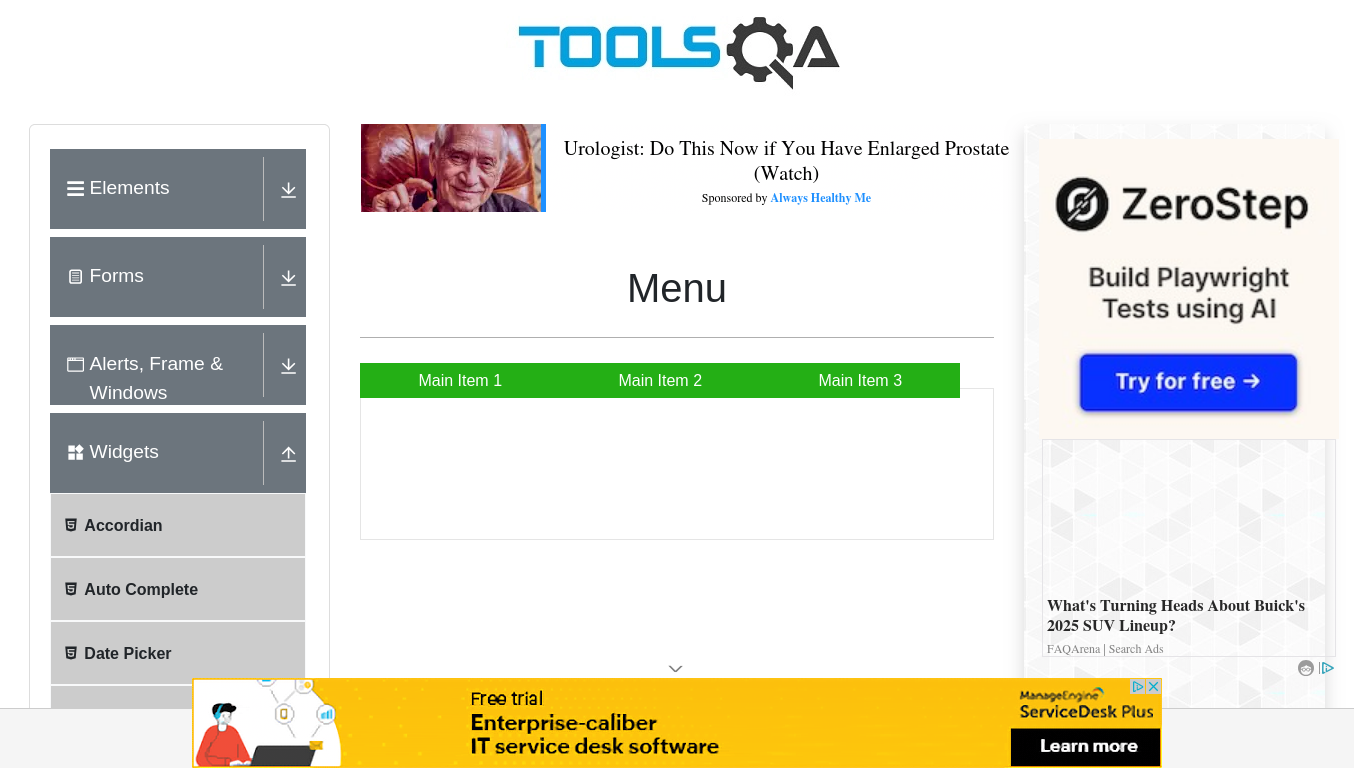 TOOLSQA
Elements
Forms
Alerts, Frame &
Windows
Widgets
Accordian
Auto Complete
Date Picker
Urologist: Do This Now if You Have Enlarged Prostate
(Watch)
Sponsored by Always Healthy Me
Menu
Main Item 1
Main Item 2
Main Item 3
ZeroStep
Build Playwright
Tests using AI
Try for free →
What's Turning Heads About Buick's
2025 SUV Lineup?
FAQArena | Search Ads
Free trial
Enterprise-caliber
IT service desk software
ManageEngine
ServiceDesk Plus
Learn more